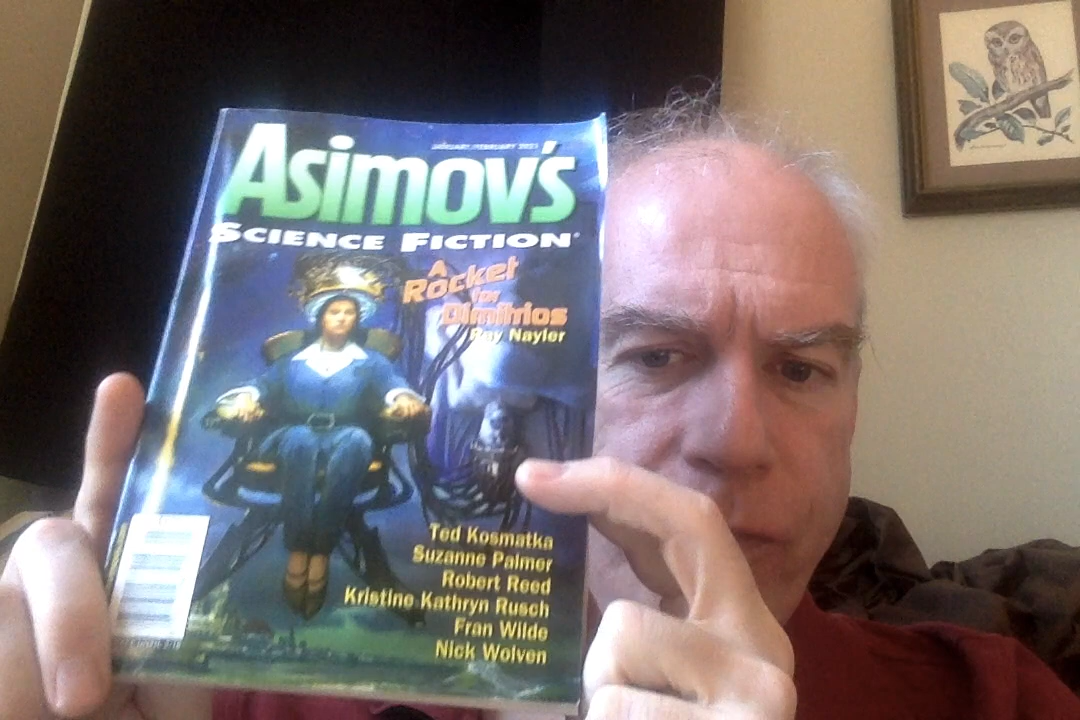 JANUARY/FEBRUARY 2021
Asimov's
SCIENCE FICTION
A
Rocket
for
Dimitrios
Ray Nayler
Ted Kosmatka
Suzanne Palmer
Robert Reed
Kristine Kathryn Rusch
Fran Wilde
Nick Wolven